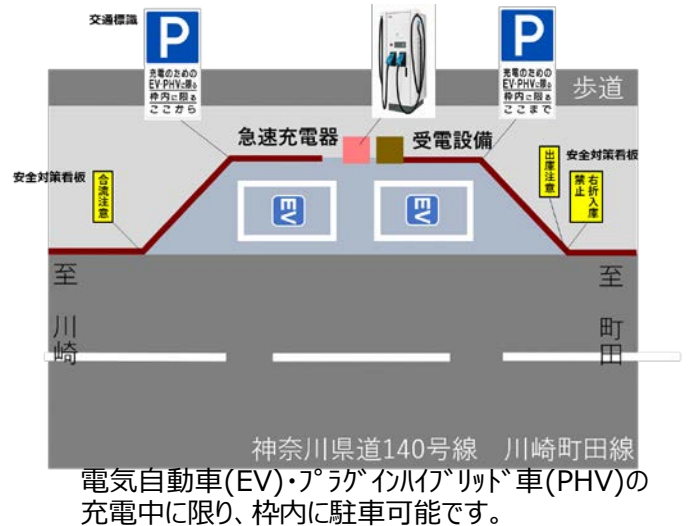 交通標識
P
充電のための
EV・PHVに限る
枠内に限る
ここから
P
充電のための
EV・PHVに限る
枠内に限る
ここまで
歩道
急速充電器
受電設備
安全対策看板
合流注意
出庫注意
安全対策看板
右折入庫
禁止
EV
EV
至 川崎
至 町田
神奈川県道140号線 川崎町田線
電気自動車(EV)・プラグインハイブリッド車(PHV)の
充電中に限り、枠内に駐車可能です。